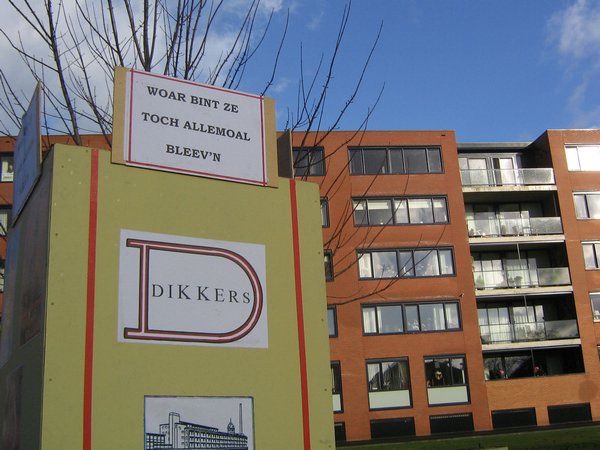 WOAR BINT ZE
TOCH ALLEMOAL
BLEEV'N
DIKKERS